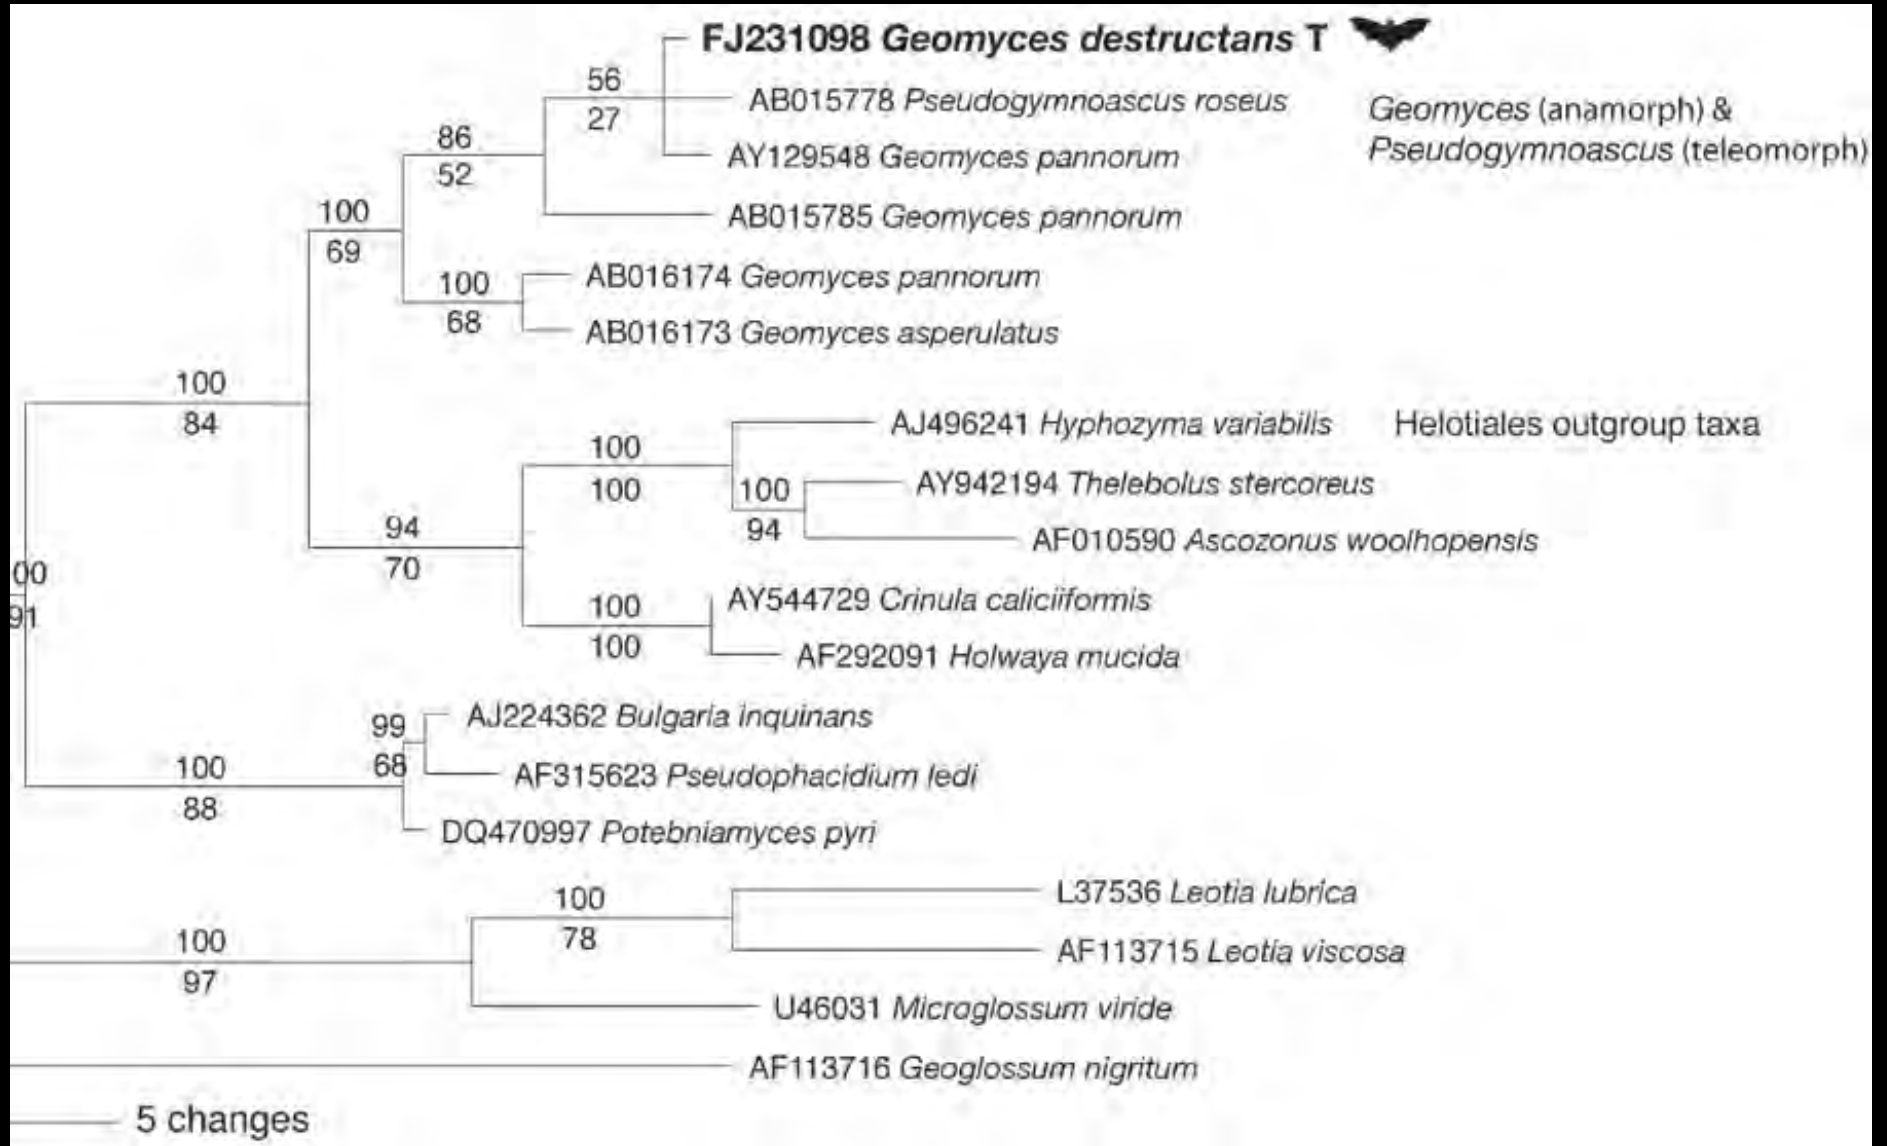 FJ231098 Geomyces destructans T
56
27
AB015778 Pseudogymnoascus roseus
Geomyces (anamorph) &
Pseudogymnoascus (teleomorph)
86
52
AY129548 Geomyces pannorum
100
69
AB015785 Geomyces pannorum
100
68
AB016174 Geomyces pannorum
AB016173 Geomyces asperulatus
100
84
AJ496241 Hyphozyma variabilis
Helotiales outgroup taxa
100
100
AY942194 Thelebolus stercoreus
100
94
AF010590 Ascozonus woolhopensis
94
70
00
91
AY544729 Crinula caliciiformis
100
100
AF292091 Holwaya mucida
AJ224362 Bulgaria inquinans
99
68
AF315623 Pseudophacidium ledi
100
88
DQ470997 Potebniamyces pyri
L37536 Leotia lubrica
100
78
AF113715 Leotia viscosa
100
97
U46031 Microglossum viride
AF113716 Geoglossum nigritum
5 changes